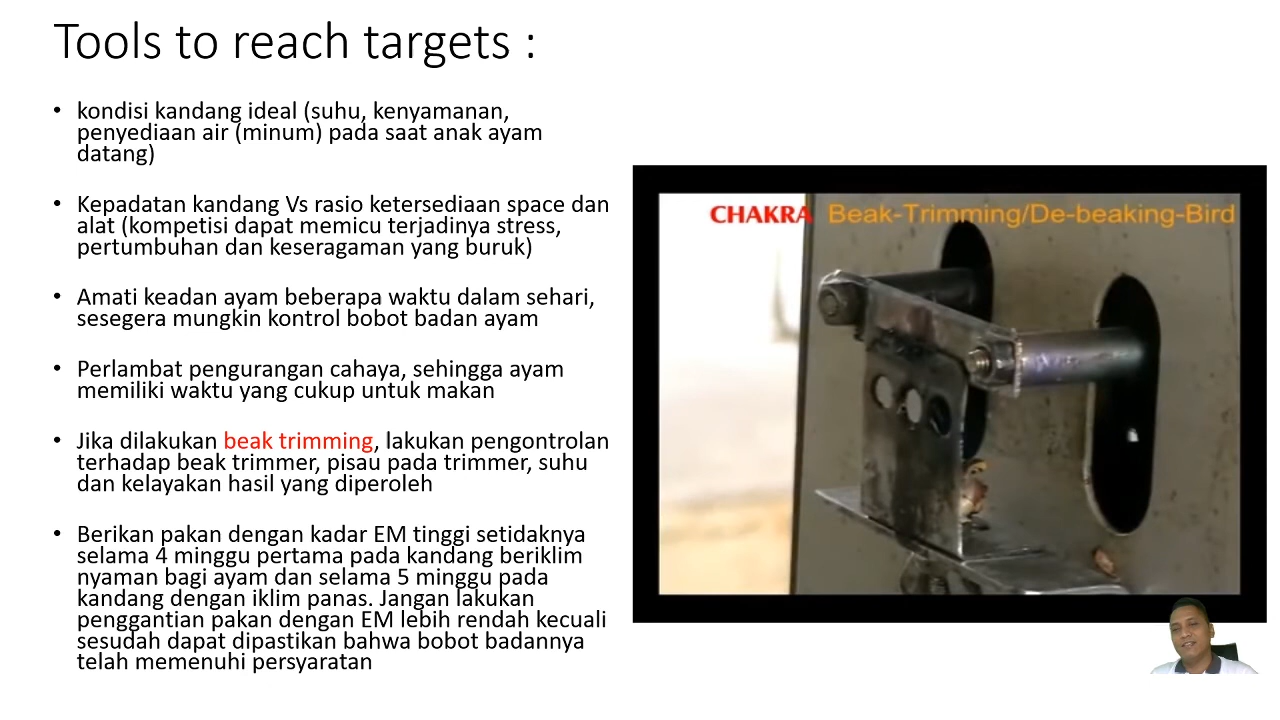 Tools to reach targets :
• kondisi kandang ideal (suhu, kenyamanan,
penyediaan air (minum) pada saat anak ayam
datang)
• Kepadatan kandang Vs rasio ketersediaan space dan
alat (kompetisi dapat memicu terjadinya stress,
pertumbuhan dan keseragaman yang buruk)
• Amati keadan ayam beberapa waktu dalam sehari,
sesegera mungkin kontrol bobot badan ayam
• Perlambat pengurangan cahaya, sehingga ayam
memiliki waktu yang cukup untuk makan
• Jika dilakukan beak trimming, lakukan pengontrolan
terhadap beak trimmer, pisau pada trimmer, suhu
dan kelayakan hasil yang diperoleh
• Berikan pakan dengan kadar EM tinggi setidaknya
selama 4 minggu pertama pada kandang beriklim
nyaman bagi ayam dan selama 5 minggu pada
kandang dengan iklim panas. Jangan lakukan
penggantian pakan dengan EM lebih rendah kecuali
sesudah dapat dipastikan bahwa bobot badannya
telah memenuhi persyaratan
CHAKRA Beak-Trimming/De-beaking-Bird